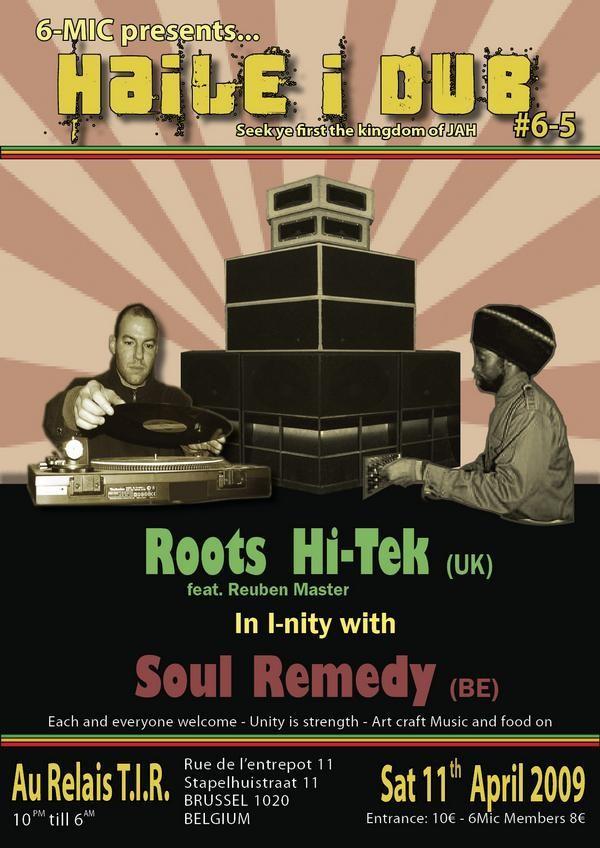 6-MIC presents...
HAILE i DUB
Seek ye first the kingdom of JAH #6-5
Roots Hi-Tek (UK)
feat. Reuben Master
In I-nity with
Soul Remedy (BE)
Each and everyone welcome - Unity is strength - Art craft Music and food on
Au Relais T.I.R.
10PM till 6AM
Rue de l'entrepot 11
Stapelhuistraat 11
BRUSSEL 1020
BELGIUM
Sat 11th April 2009
Entrance: 10€ - 6Mic Members 8€